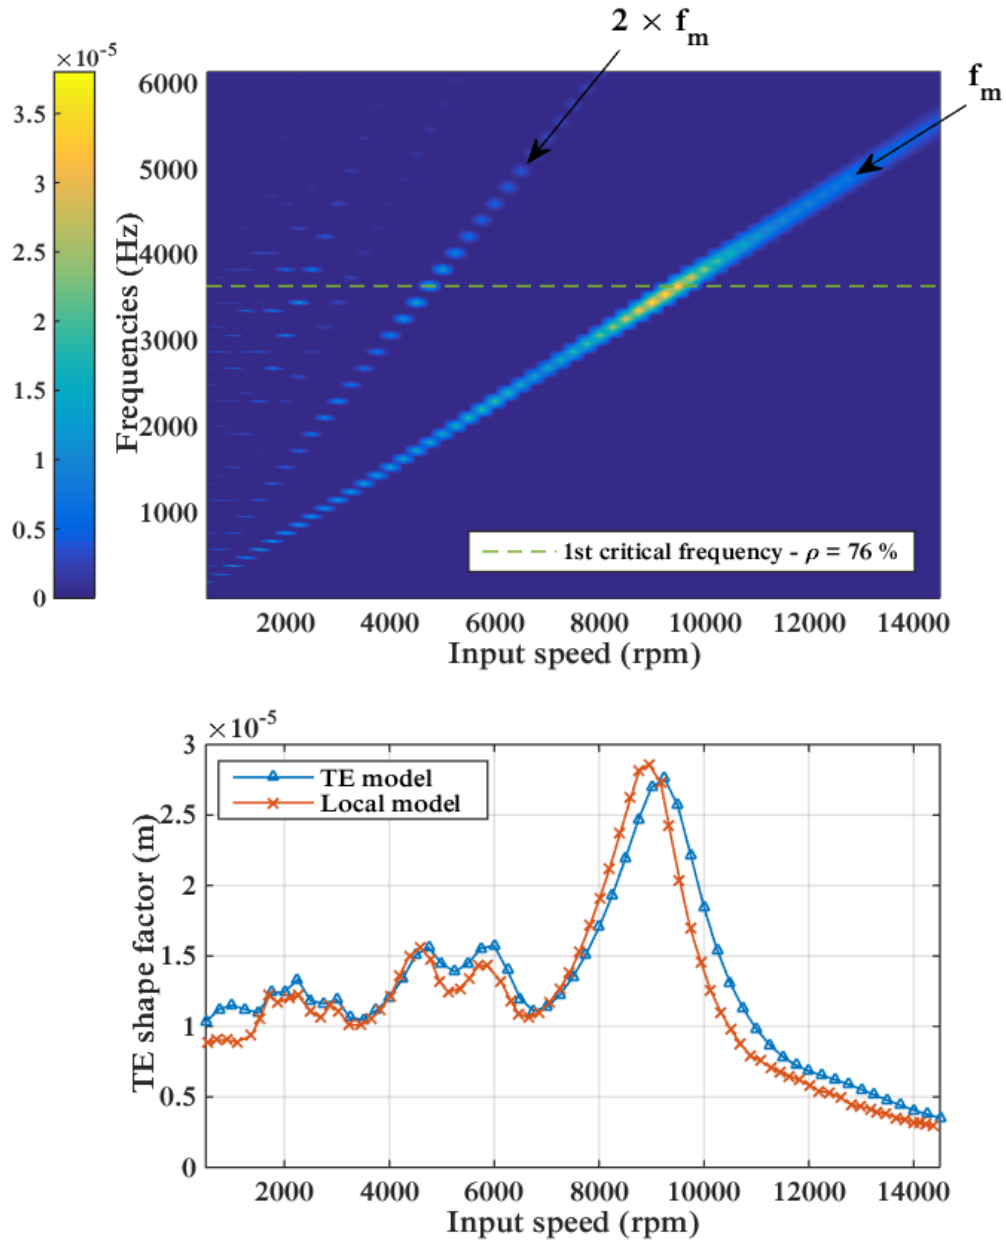 2 × f_m
f_m
×10^-5
3.5
3
2.5
2
1.5
1
0.5
0
Frequencies (Hz)
6000
5000
4000
3000
2000
1000
1st critical frequency - ρ = 76 %
2000 4000 6000 8000 10000 12000 14000
Input speed (rpm)
×10^-5
TE shape factor (m)
3
2.5
2
1.5
1
0.5
0
TE model
Local model
2000 4000 6000 8000 10000 12000 14000
Input speed (rpm)